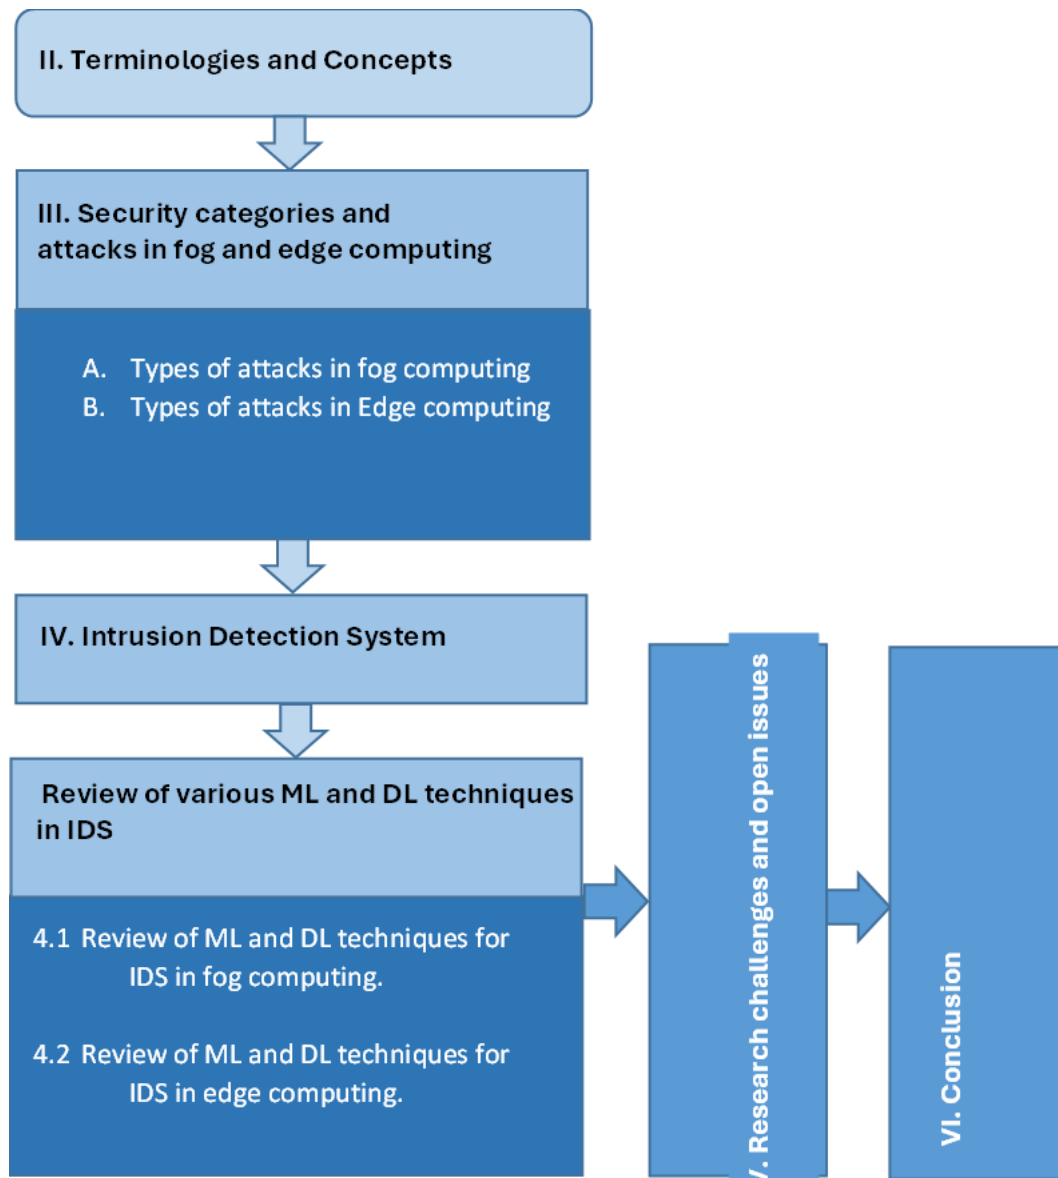 II. Terminologies and Concepts
III. Security categories and
attacks in fog and edge computing
A. Types of attacks in fog computing
B. Types of attacks in Edge computing
IV. Intrusion Detection System
Review of various ML and DL techniques
in IDS
4.1 Review of ML and DL techniques for
IDS in fog computing.
4.2 Review of ML and DL techniques for
IDS in edge computing.
V. Research challenges and open issues
VI. Conclusion